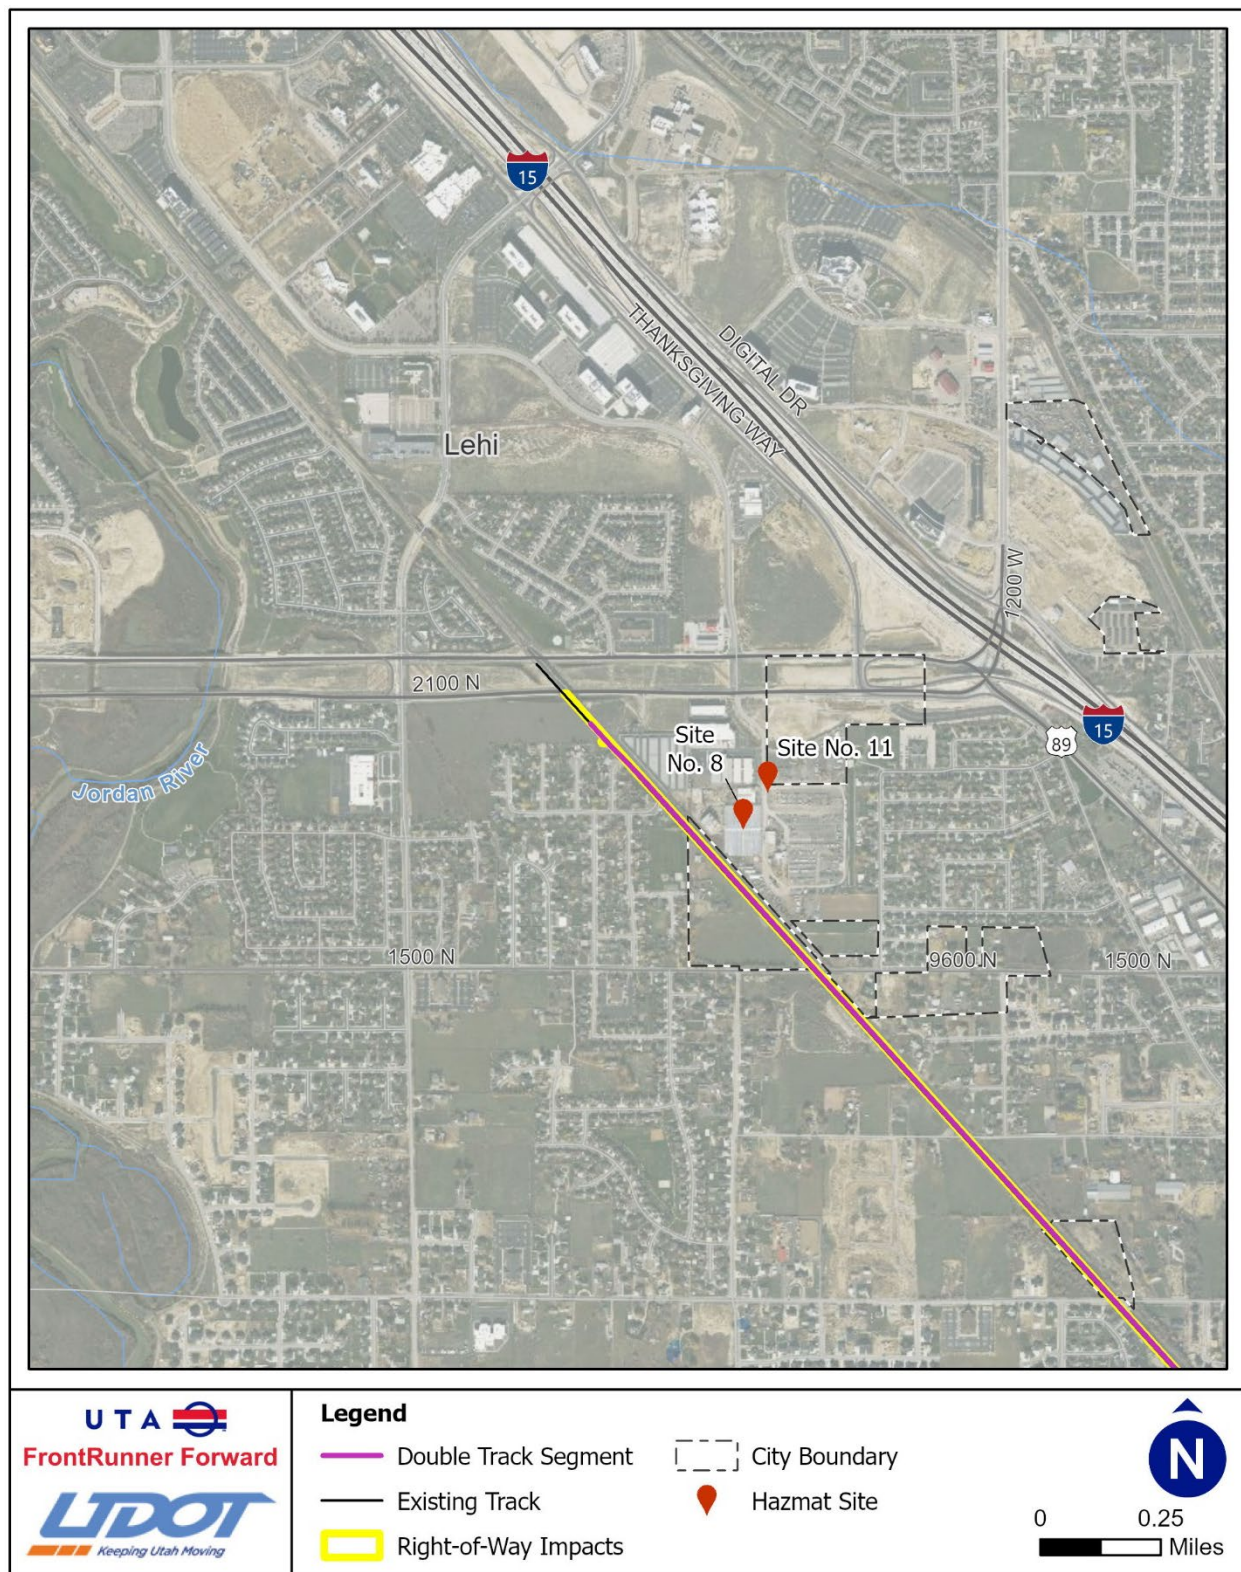 15
DIGITAL DR
THANKSGIVING WAY
Lehi
1200 W
2100 N
15
89
Site
No. 8
Site No. 11
Jordan River
1500 N
9600 N
1500 N
UTA
FrontRunner Forward
UDOT
Keeping Utah Moving
Legend
Double Track Segment
Existing Track
Right-of-Way Impacts
City Boundary
Hazmat Site
N
0 0.25
Miles